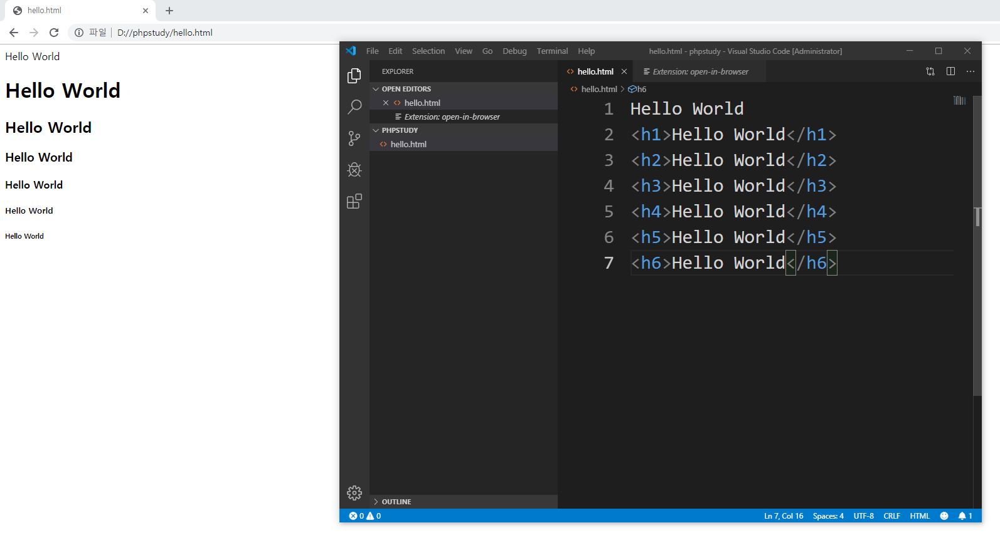 hello.html
파일 D://phpstudy/hello.html
Hello World
Hello World
Hello World
Hello World
Hello World
Hello World
Hello World
File Edit Selection View Go Debug Terminal Help hello.html - phpstudy - Visual Studio Code [Administrator]
EXPLORER
OPEN EDITORS
hello.html
Extension: open-in-browser
PHPSTUDY
hello.html
OUTLINE
hello.html Extension: open-in-browser
hello.html > h6
1 Hello World
2 <h1>Hello World</h1>
3 <h2>Hello World</h2>
4 <h3>Hello World</h3>
5 <h4>Hello World</h4>
6 <h5>Hello World</h5>
7 <h6>Hello World</h6>
0 0 Ln 7, Col 16 Spaces: 4 UTF-8 CRLF HTML 1